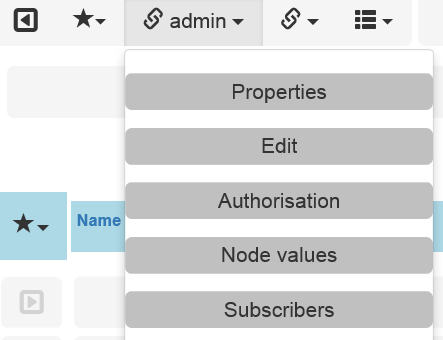 admin
Properties
Edit
Authorisation
Name
Node values
Subscribers